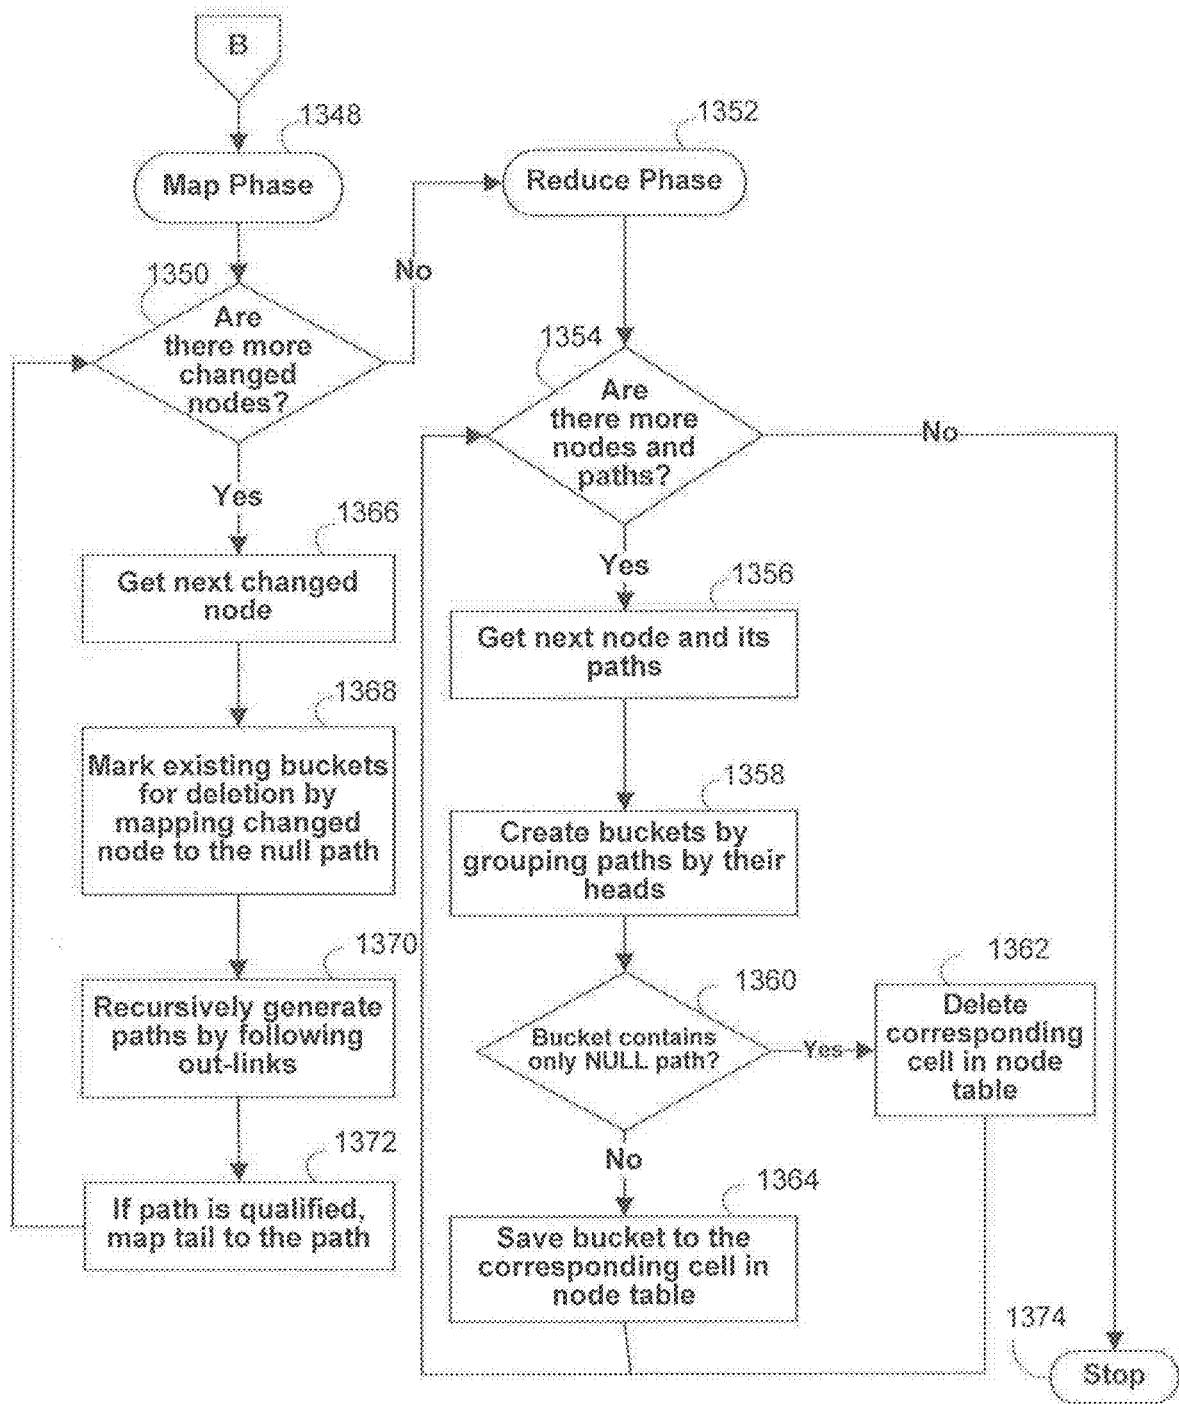 B
1348
Map Phase
1350
Are
there more
changed
nodes?
No
Yes
1366
Get next changed
node
1368
Mark existing buckets
for deletion by
mapping changed
node to the null path
1370
Recursively generate
paths by following
out-links
1372
If path is qualified,
map tail to the path
1352
Reduce Phase
1354
Are
there more
nodes and
paths?
No
Yes
1356
Get next node and its
paths
1358
Create buckets by
grouping paths by their
heads
1360
Bucket contains
only NULL path?
Yes
1362
Delete
corresponding
cell in node
table
No
1364
Save bucket to the
corresponding cell in
node table
1374
Stop